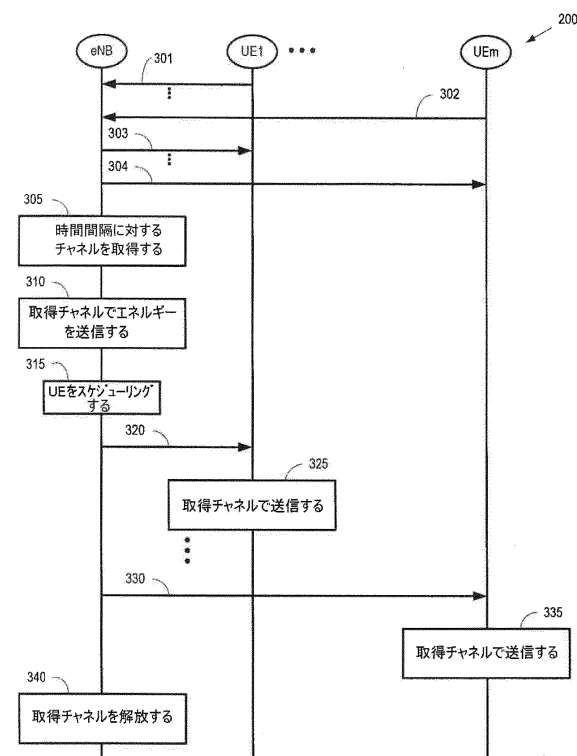 200
eNB
UE1
UEm
301
302
303
304
305
時間間隔に対する
チャネルを取得する
310
取得チャネルでエネルギー
を送信する
315
UEをスケジューリング
する
320
325
取得チャネルで送信する
330
335
取得チャネルで送信する
340
取得チャネルを解放する